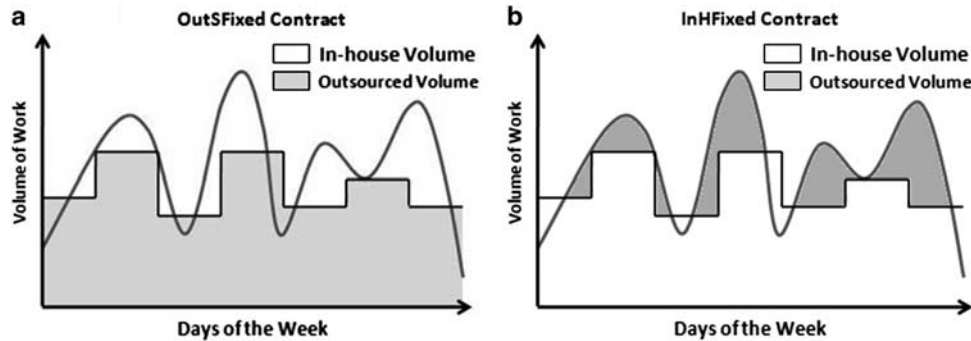 a
OutSFixed Contract
In-house Volume
Outsourced Volume
Volume of Work
Days of the Week
b
InHFixed Contract
In-house Volume
Outsourced Volume
Volume of Work
Days of the Week